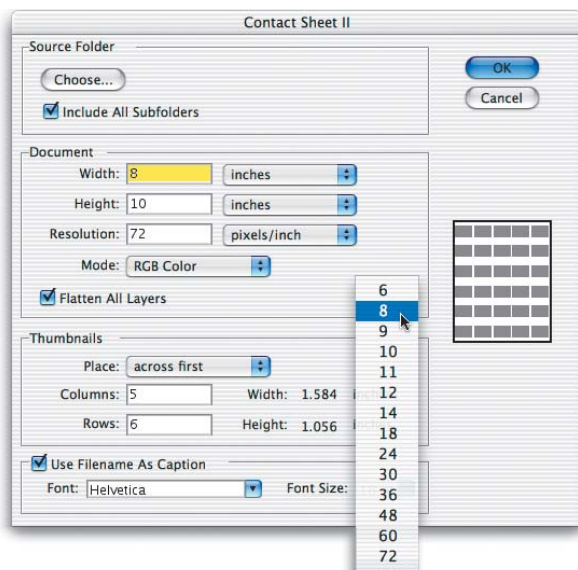 Contact Sheet II
Source Folder
Choose...
Include All Subfolders
OK
Cancel
Document
Width: 8 inches
Height: 10 inches
Resolution: 72 pixels/inch
Mode: RGB Color
Flatten All Layers
Thumbnails
Place: across first
Columns: 5 Width: 1.584
Rows: 6 Height: 1.056
Use Filename As Caption
Font: Helvetica Font Size:
6
8
9
10
11
12
14
18
24
30
36
48
60
72